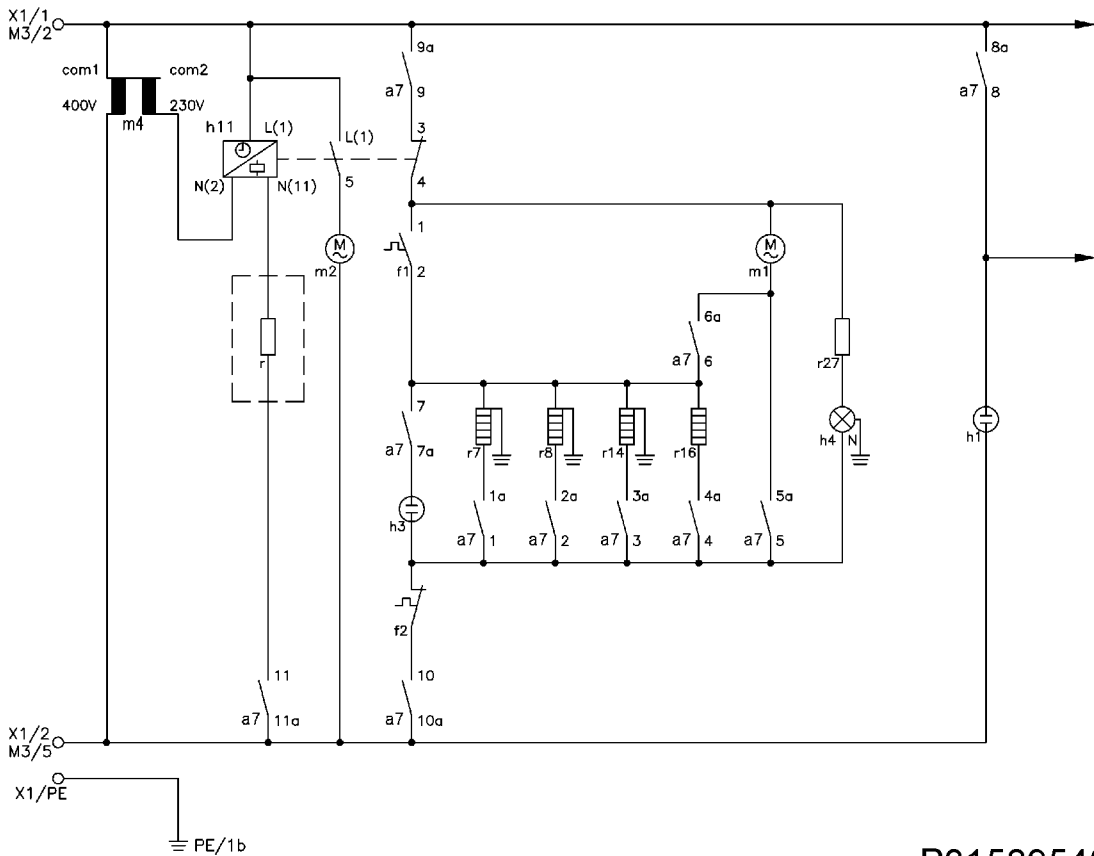 X1/1
M3/2
com1
com2
400V
230V
m4
h11
L(1)
N(2)
N(11)
L(1)
5
M
m2
9a
a7 9
3
4
1
f1 2
M
m1
6a
a7 6
r
r27
7
a7 7a
r7
r8
r14
r16
h4 N
h3
1a
a7 1
2a
a7 2
3a
a7 3
4a
a7 4
5a
a7 5
f2
11
a7 11a
10
a7 10a
8a
a7 8
h1
X1/2
M3/5
X1/PE
PE/1b